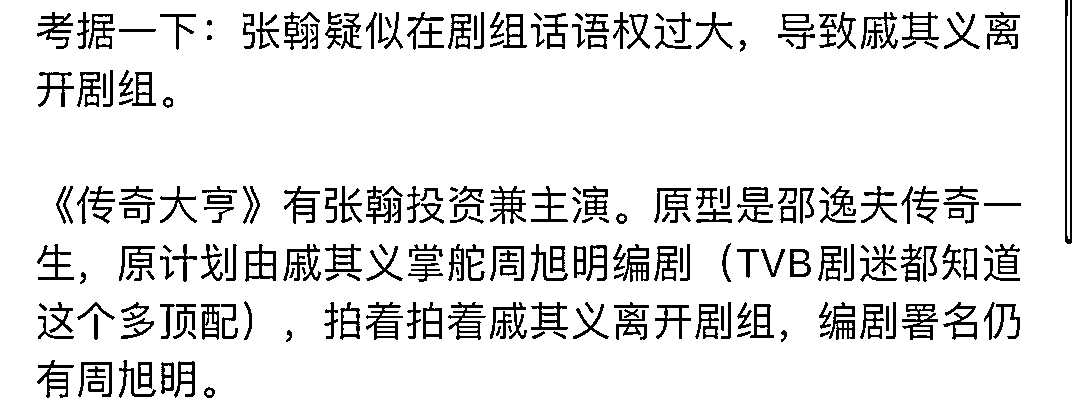 考据一下：张翰疑似在剧组话语权过大，导致戚其义离
开剧组。
《传奇大亨》有张翰投资兼主演。原型是邵逸夫传奇一
生，原计划由戚其义掌舵周旭明编剧（TVB剧迷都知道
这个多顶配），拍着拍着戚其义离开剧组，编剧署名仍
有周旭明。